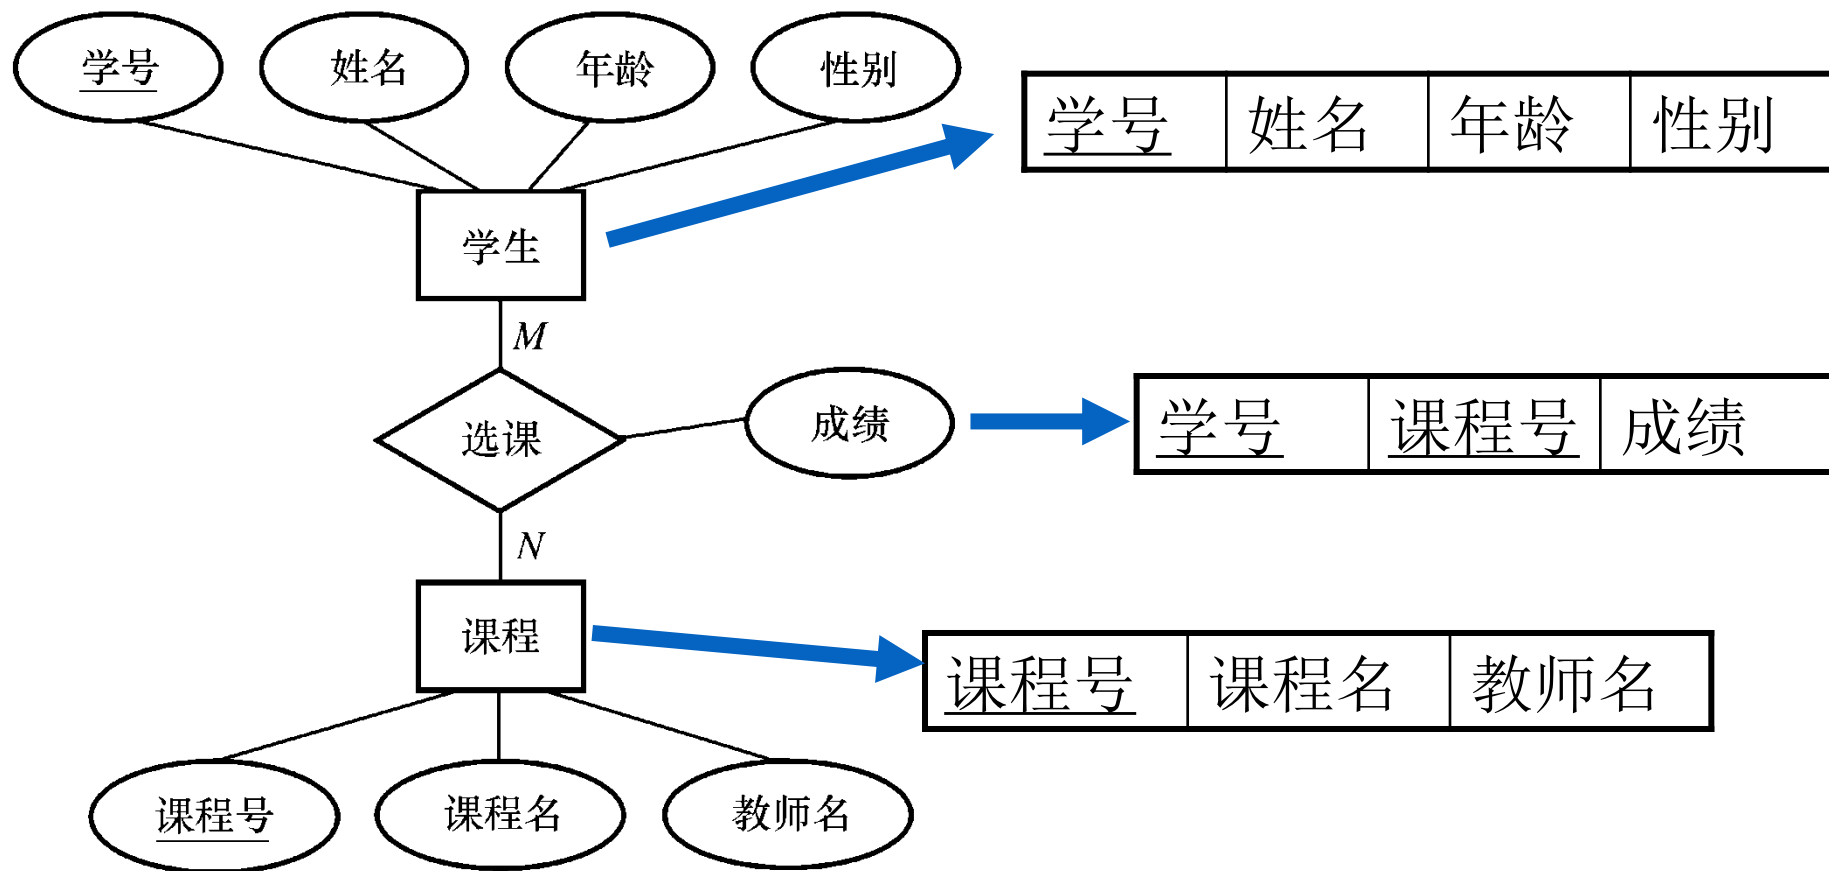 学号 姓名 年龄 性别
学号 姓名 年龄 性别
学生
M
选课 成绩
学号 课程号 成绩
N
课程
课程号 课程名 教师名
课程号 课程名 教师名